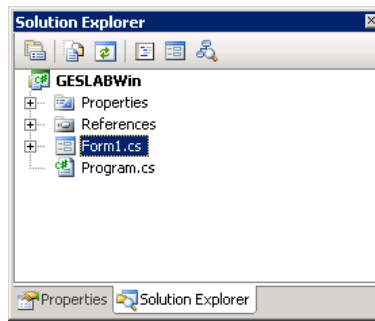 Solution Explorer
GESLABWin
Properties
References
Form1.cs
Program.cs
Properties Solution Explorer